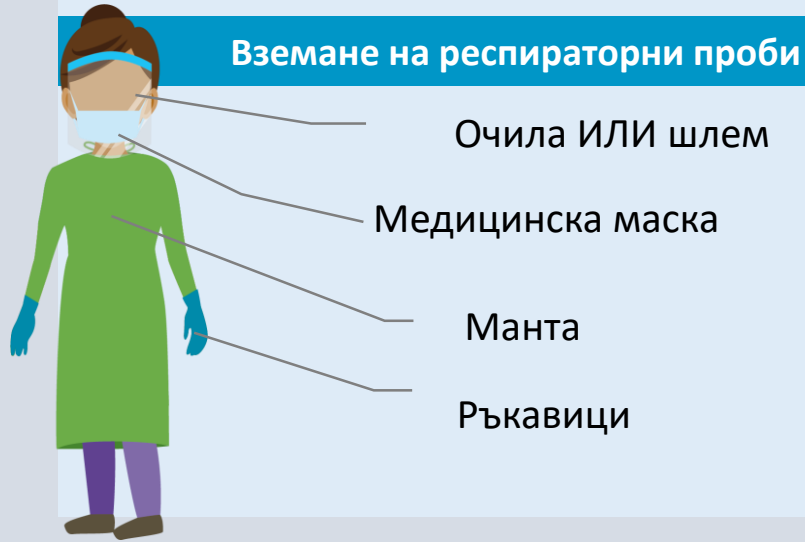 Вземане на респираторни проби
Очила ИЛИ шлем
Медицинска маска
Манта
Ръкавици